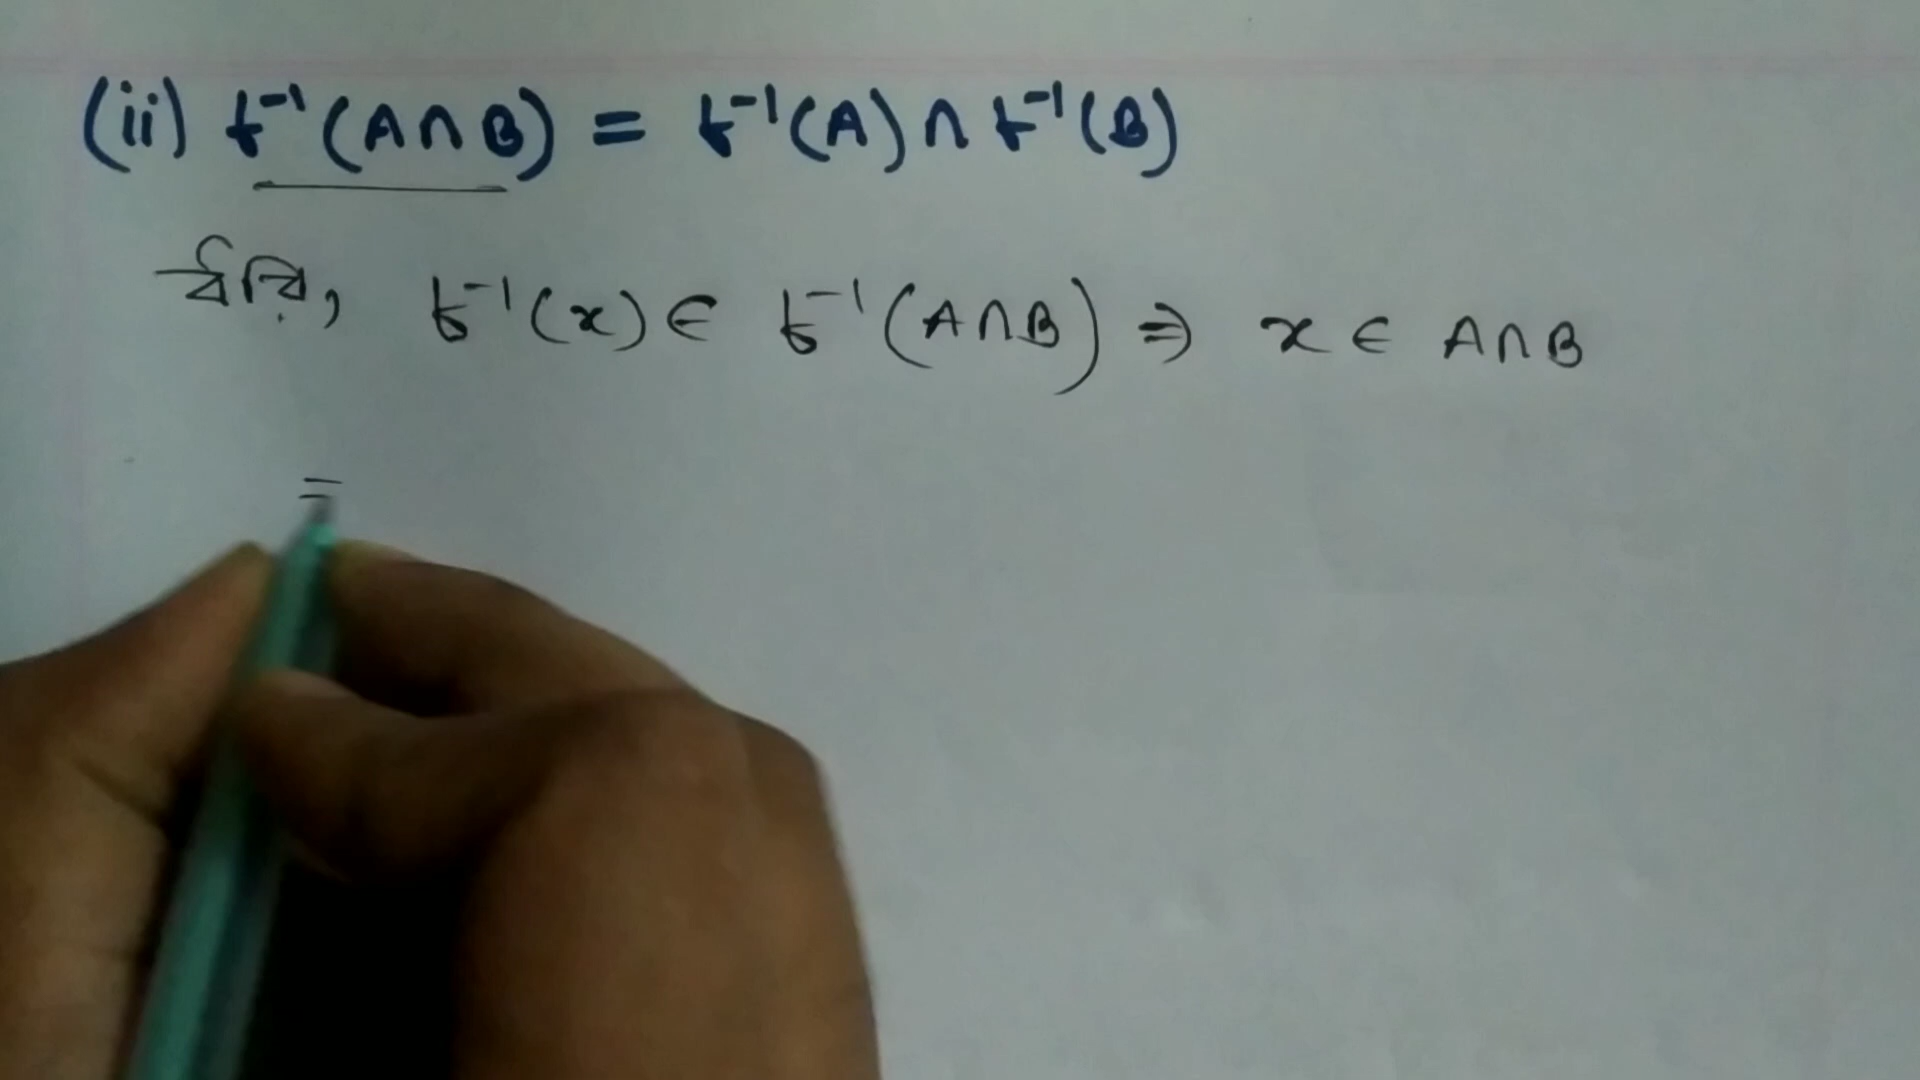 (ii) f⁻¹(A∩B) = f⁻¹(A)∩f⁻¹(B)
ধরি, f⁻¹(x) ∈ f⁻¹(A∩B) ⇒ x ∈ A∩B
=